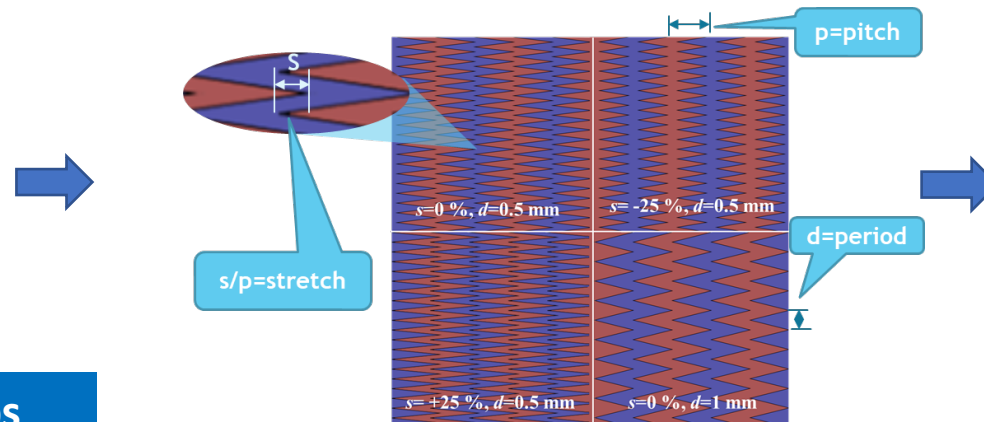 p=pitch
S
s=0 %, d=0.5 mm
s= -25 %, d=0.5 mm
d=period
s/p=stretch
s= +25 %, d=0.5 mm
s=0 %, d=1 mm